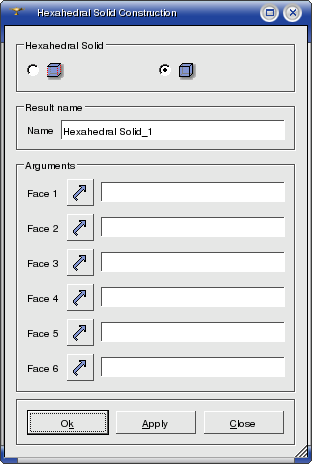 Hexahedral Solid Construction
Hexahedral Solid
Result name
Name Hexahedral Solid_1
Arguments
Face 1
Face 2
Face 3
Face 4
Face 5
Face 6
Ok Apply Close